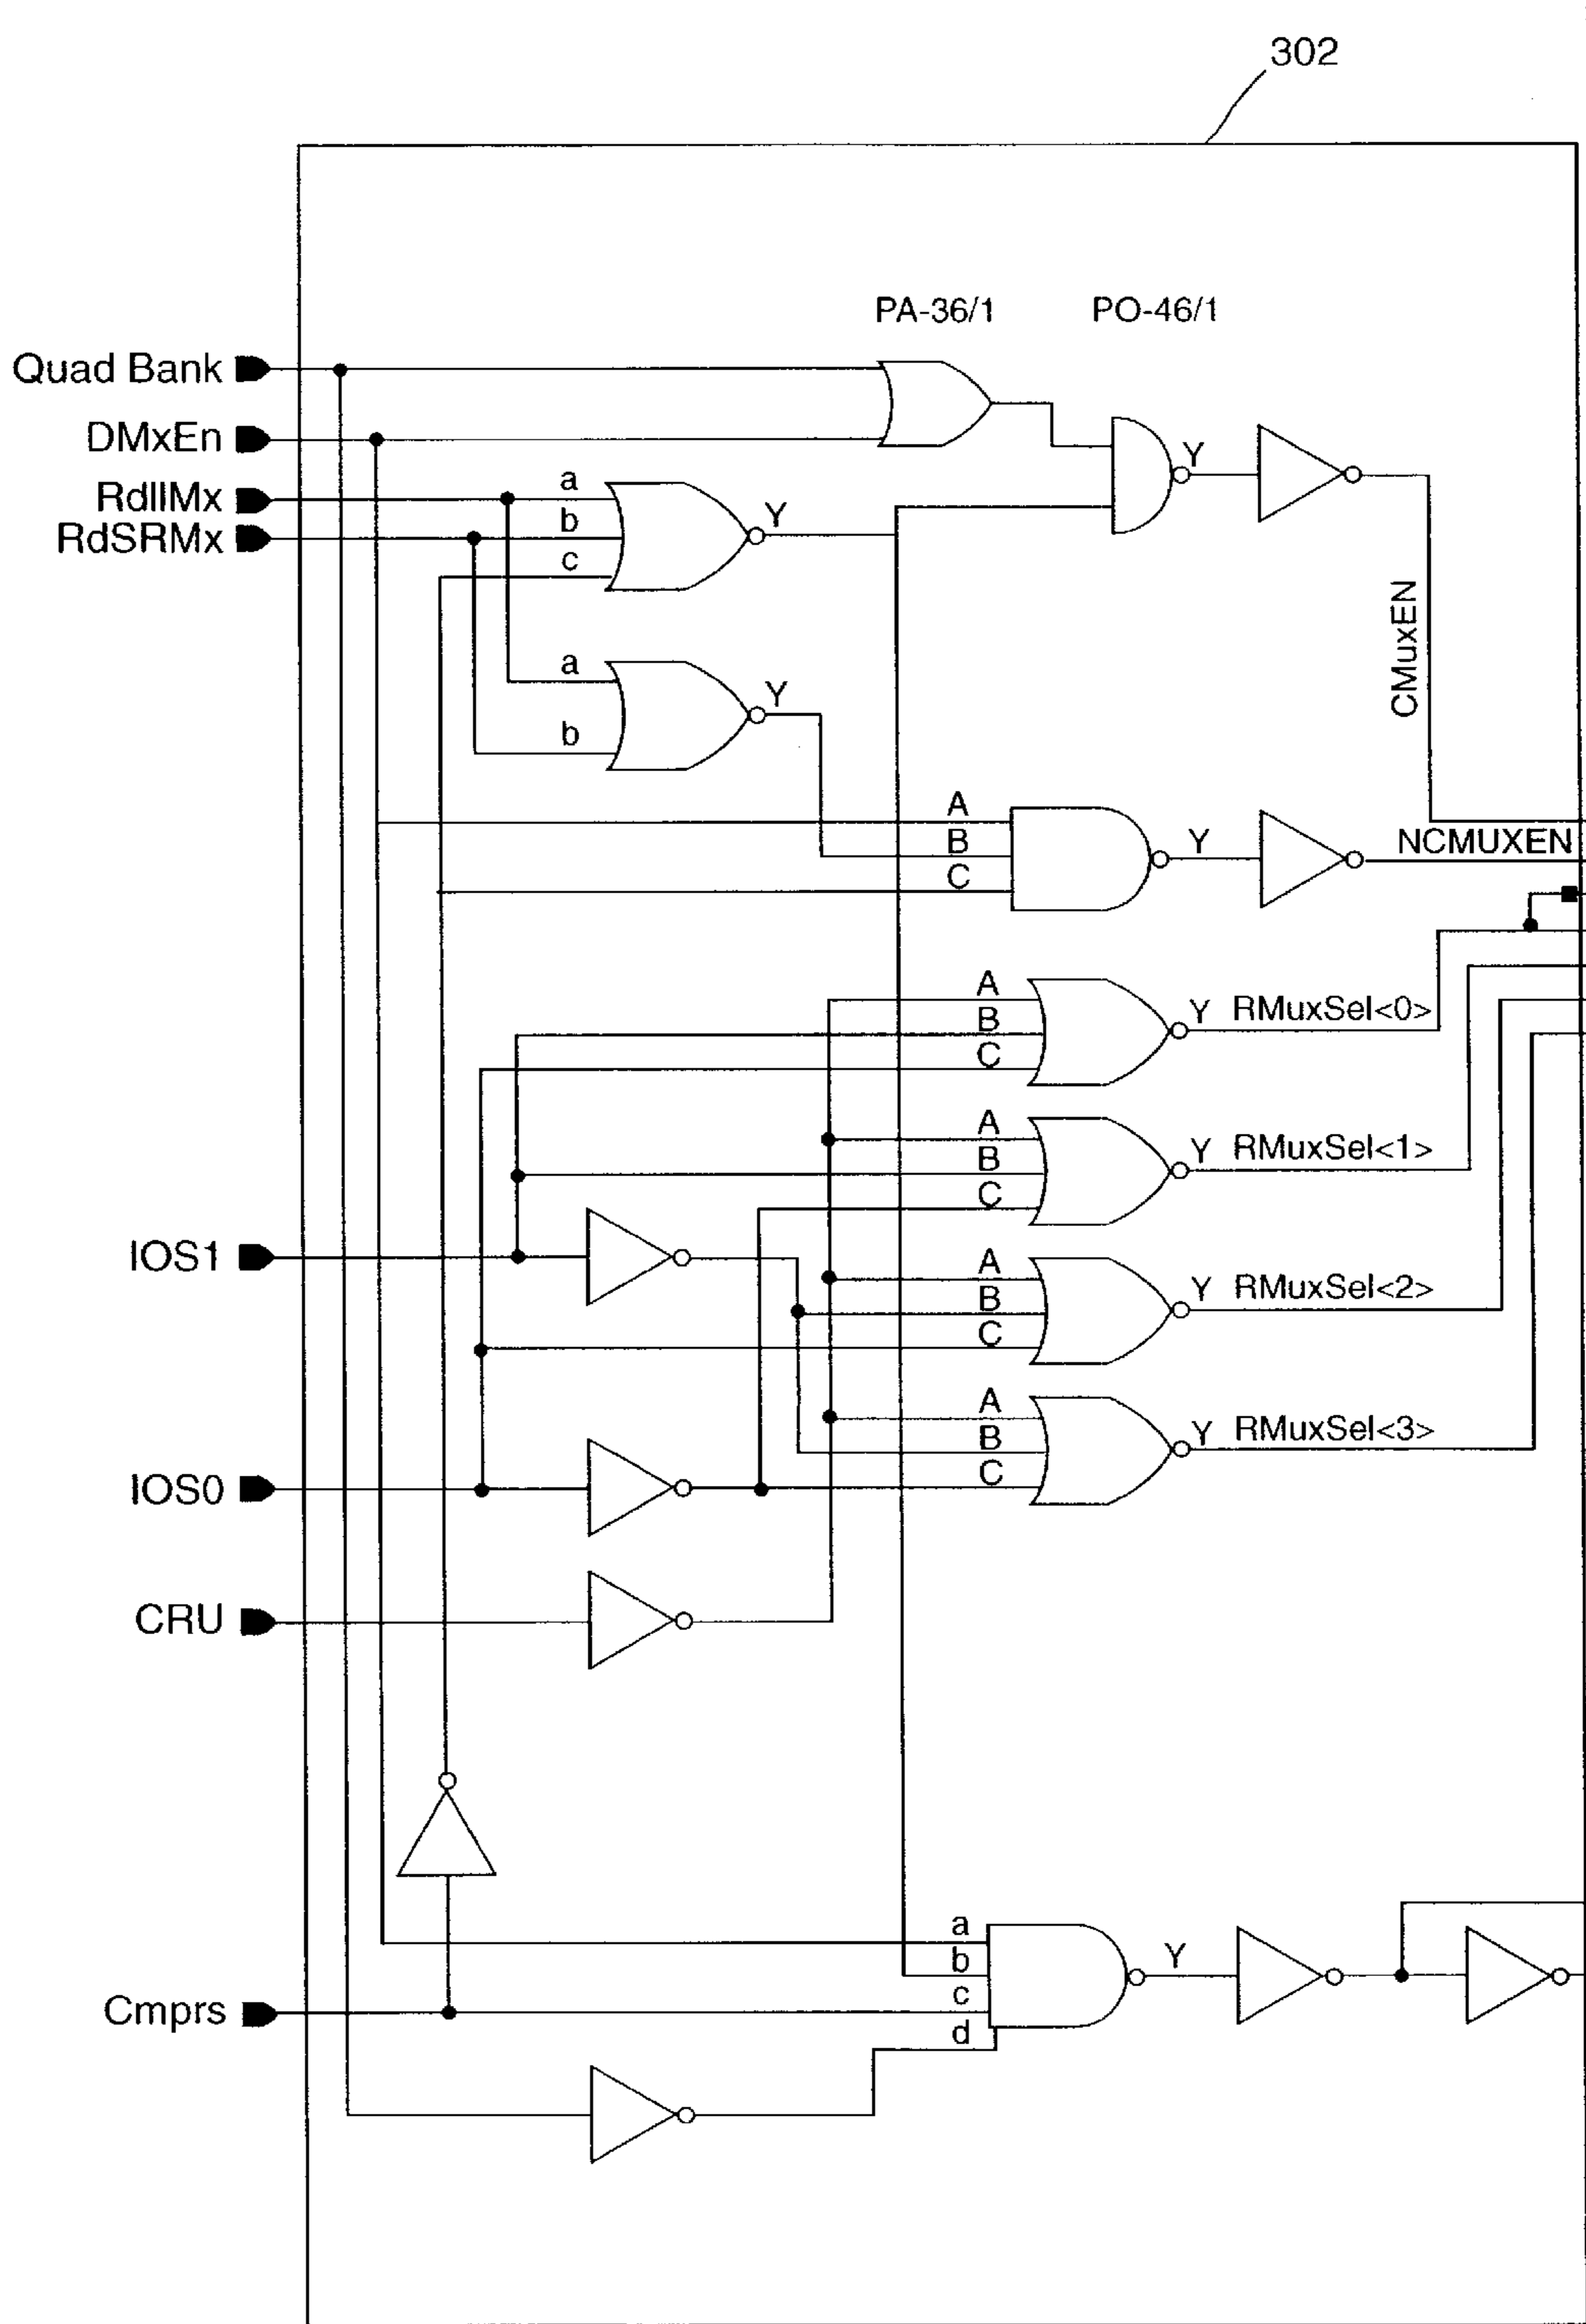 302
PA-36/1 PO-46/1
Quad Bank
DMxEn
RdIIMx
RdSRMx
a
b
c
Y
Y
a
b
Y
CMuxEN
A
B
C
Y
NCMUXEN
A
B
C
Y RMuxSel<0>
A
B
C
Y RMuxSel<1>
IOS1
A
B
C
Y RMuxSel<2>
A
B
C
Y RMuxSel<3>
IOS0
CRU
a
b
c
d
Y
Cmprs